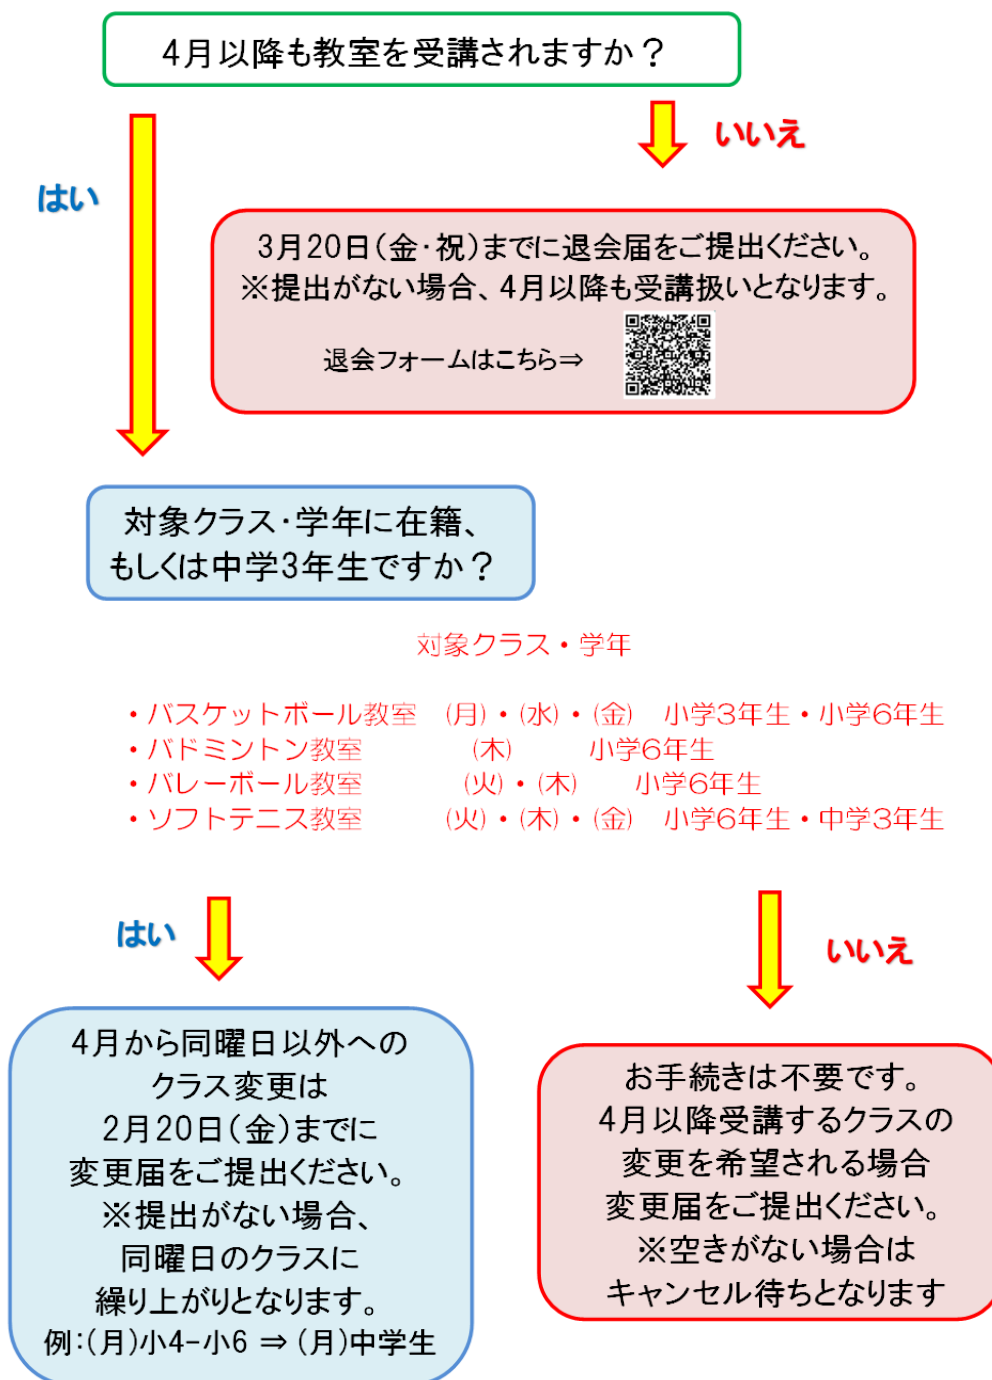 4月以降も教室を受講されますか？
いいえ
はい
3月20日（金・祝）までに退会届をご提出ください。
※提出がない場合、4月以降も受講扱いとなります。
退会フォームはこちら⇒
対象クラス・学年に在籍、
もしくは中学3年生ですか？
対象クラス・学年
・バスケットボール教室　(月)・(水)・(金)　小学3年生・小学6年生
・バドミントン教室　(木)　小学6年生
・バレーボール教室　(火)・(木)　小学6年生
・ソフトテニス教室　(火)・(木)・(金)　小学6年生・中学3年生
はい
いいえ
4月から同曜日以外への
クラス変更は
2月20日（金）までに
変更届をご提出ください。
※提出がない場合、
同曜日のクラスに
繰り上がりとなります。
例：(月)小4−小6 ⇒ (月)中学生
お手続きは不要です。
4月以降受講するクラスの
変更を希望される場合
変更届をご提出ください。
※空きがない場合は
キャンセル待ちとなります